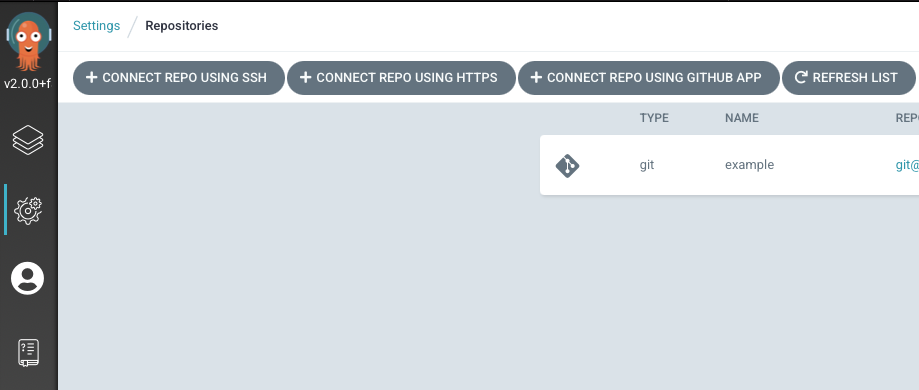 Settings / Repositories
v2.0.0+f
+ CONNECT REPO USING SSH
+ CONNECT REPO USING HTTPS
+ CONNECT REPO USING GITHUB APP
REFRESH LIST
TYPE NAME REPO
git example git@